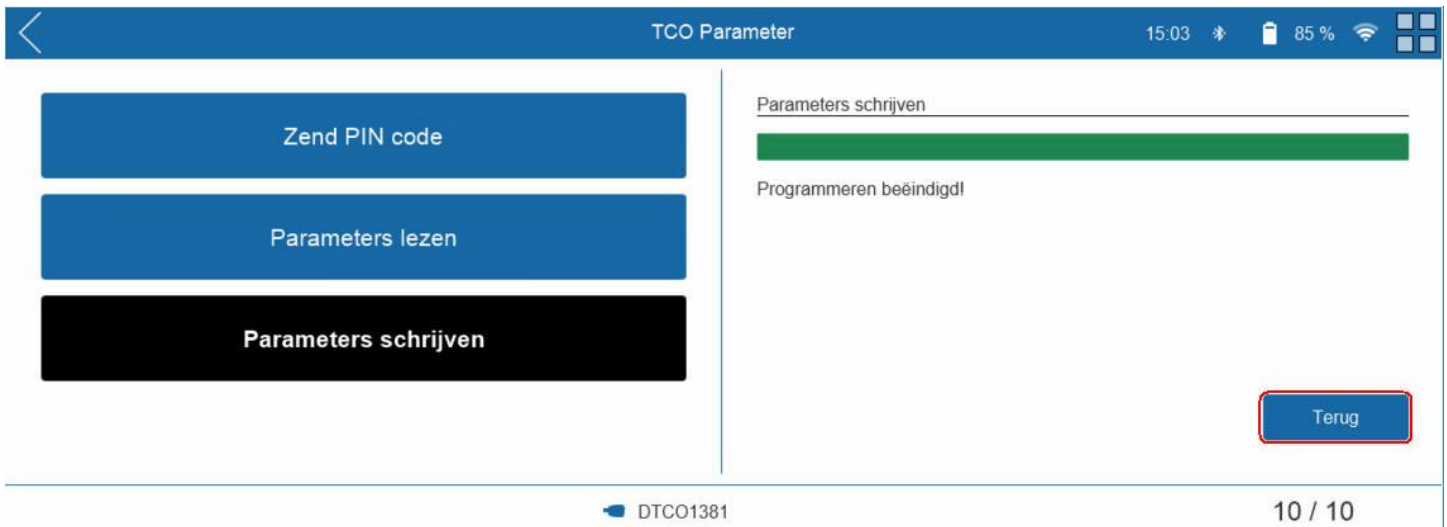 TCO Parameter
15:03
85 %
Zend PIN code
Parameters lezen
Parameters schrijven
Parameters schrijven
Programmeren beëindigd!
Terug
DTCO1381
10 / 10